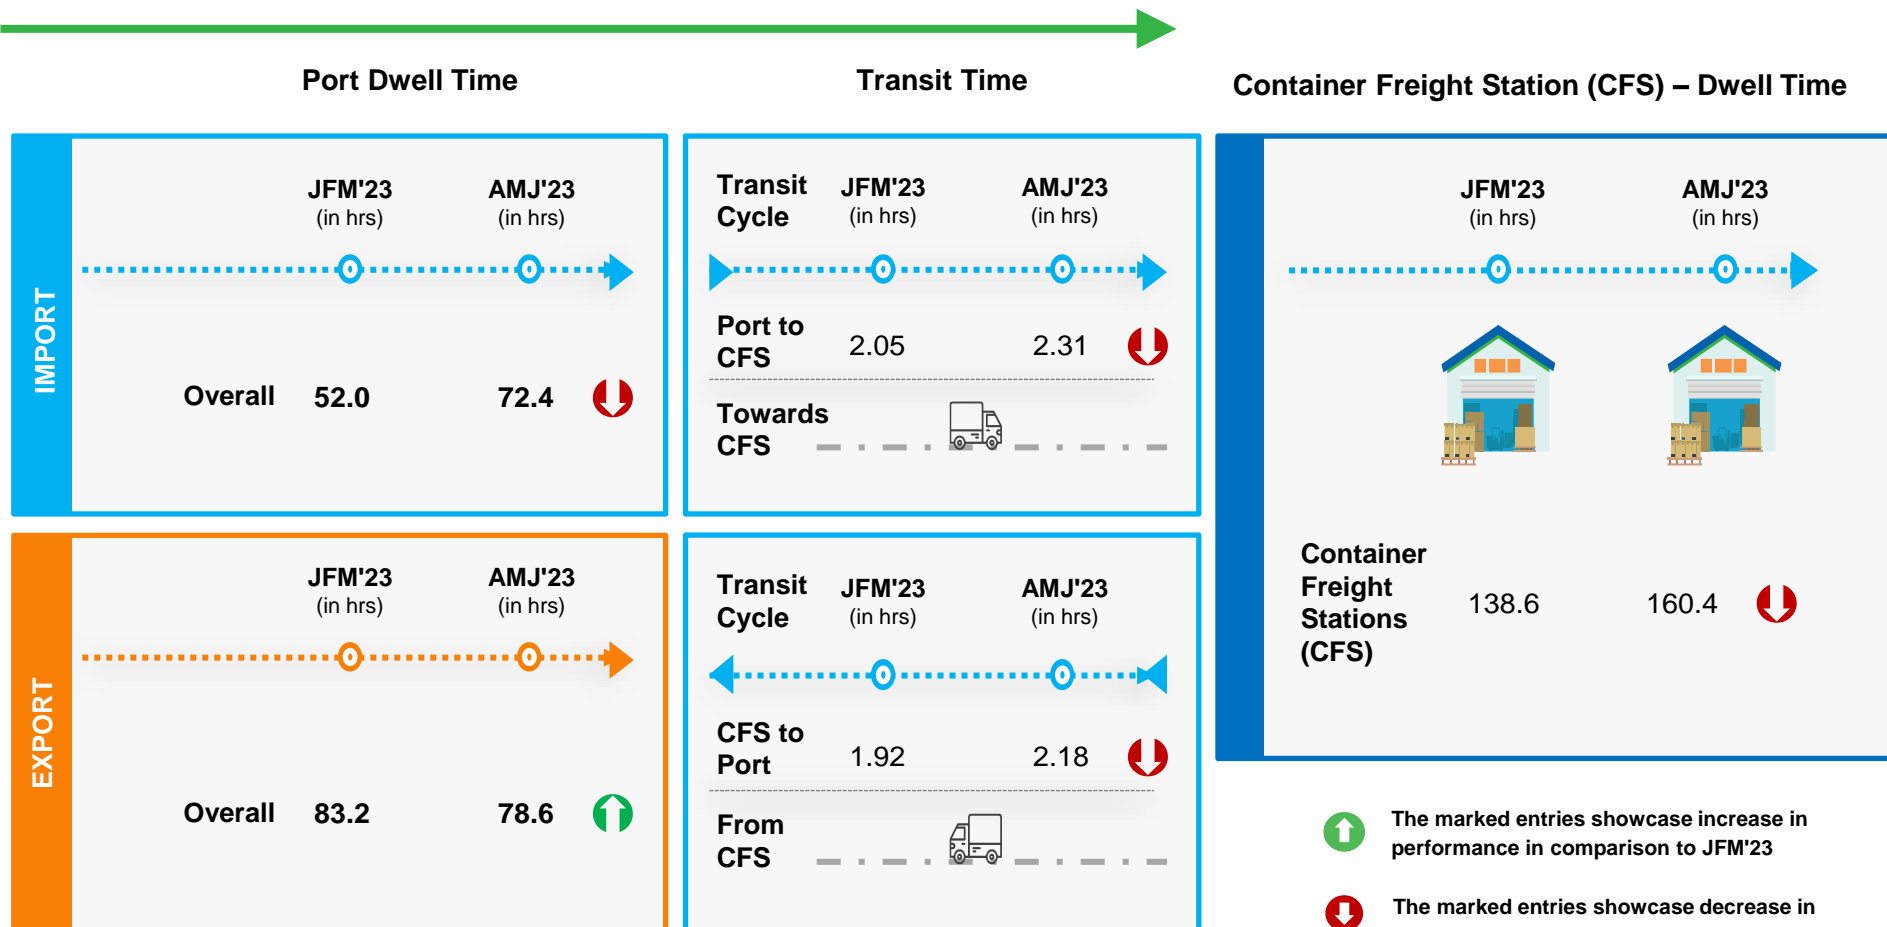 Port Dwell Time
Transit Time
Container Freight Station (CFS) – Dwell Time
IMPORT
JFM'23
AMJ'23
(in hrs)
(in hrs)
Overall
52.0
72.4
Transit
Cycle
JFM'23
AMJ'23
(in hrs)
(in hrs)
Port to
CFS
2.05
2.31
Towards
CFS
JFM'23
AMJ'23
(in hrs)
(in hrs)
Container
Freight
Stations
(CFS)
138.6
160.4
EXPORT
JFM'23
AMJ'23
(in hrs)
(in hrs)
Overall
83.2
78.6
Transit
Cycle
JFM'23
AMJ'23
(in hrs)
(in hrs)
CFS to
Port
1.92
2.18
From
CFS
The marked entries showcase increase in
performance in comparison to JFM'23
The marked entries showcase decrease in